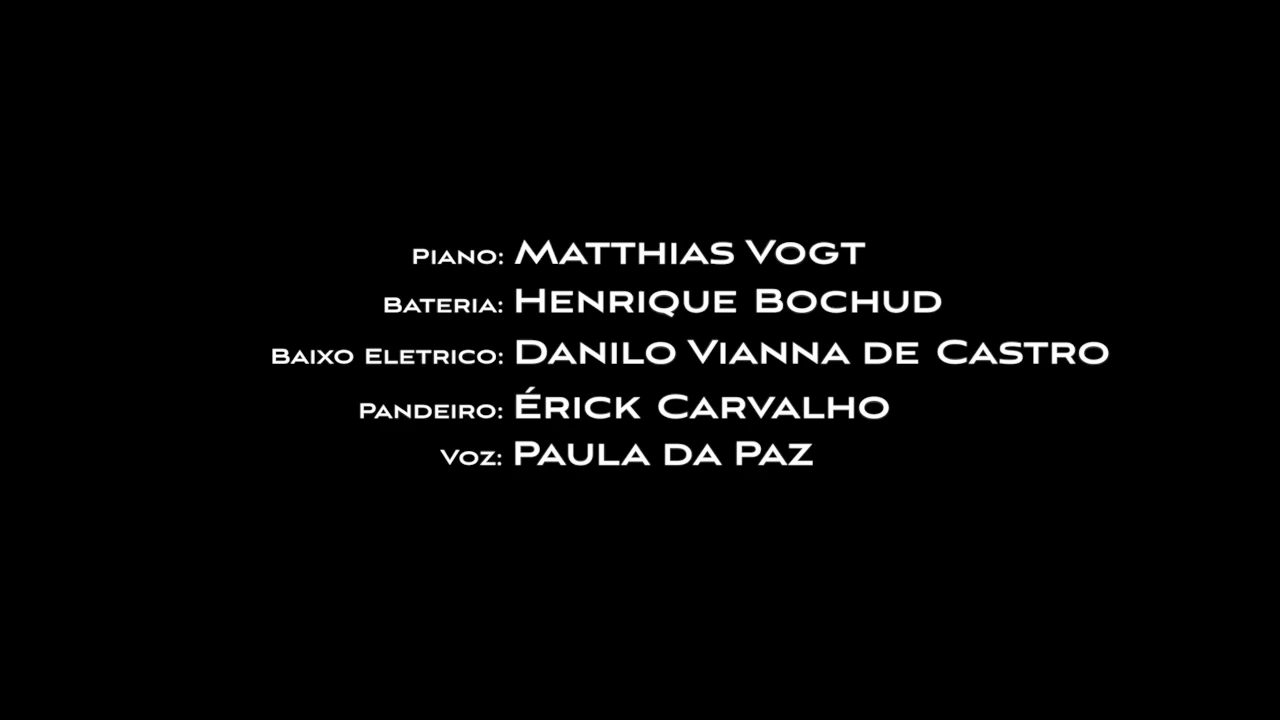 Piano: Matthias Vogt
Bateria: Henrique Bochud
Baixo Eletrico: Danilo Vianna de Castro
Pandeiro: Érick Carvalho
Voz: Paula da Paz